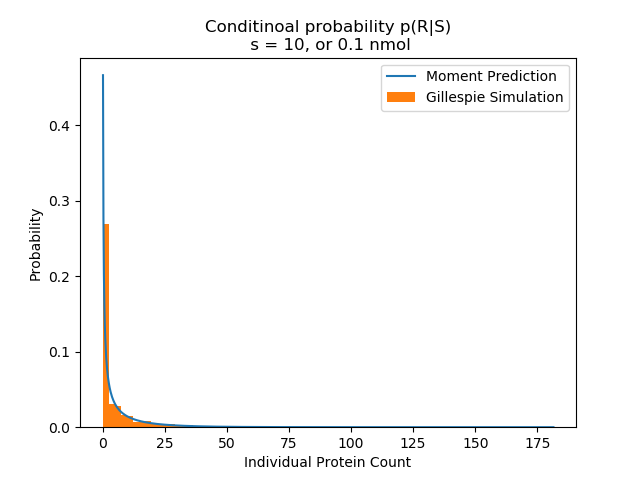 Conditinoal probability p(R|S)
s = 10, or 0.1 nmol
Moment Prediction
Gillespie Simulation
0.4
0.3
0.2
0.1
0.0
Probability
0 25 50 75 100 125 150 175
Individual Protein Count